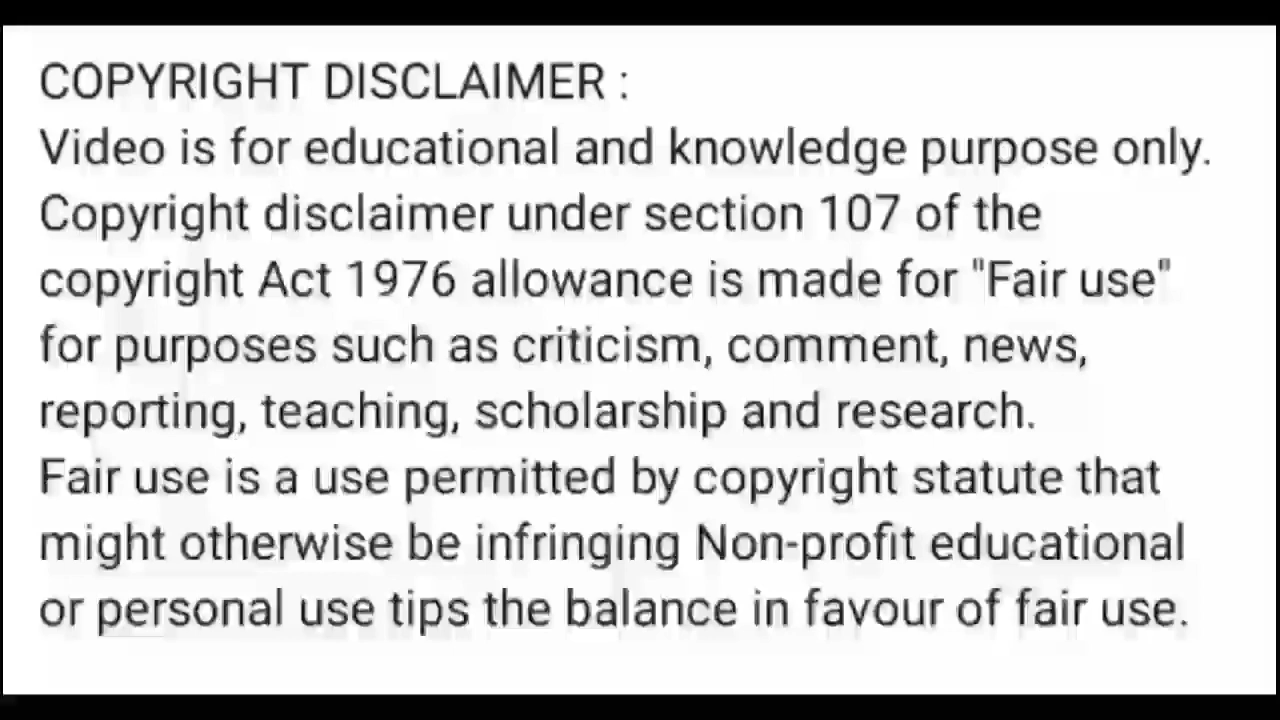 COPYRIGHT DISCLAIMER :
Video is for educational and knowledge purpose only.
Copyright disclaimer under section 107 of the
copyright Act 1976 allowance is made for "Fair use"
for purposes such as criticism, comment, news,
reporting, teaching, scholarship and research.
Fair use is a use permitted by copyright statute that
might otherwise be infringing Non-profit educational
or personal use tips the balance in favour of fair use.